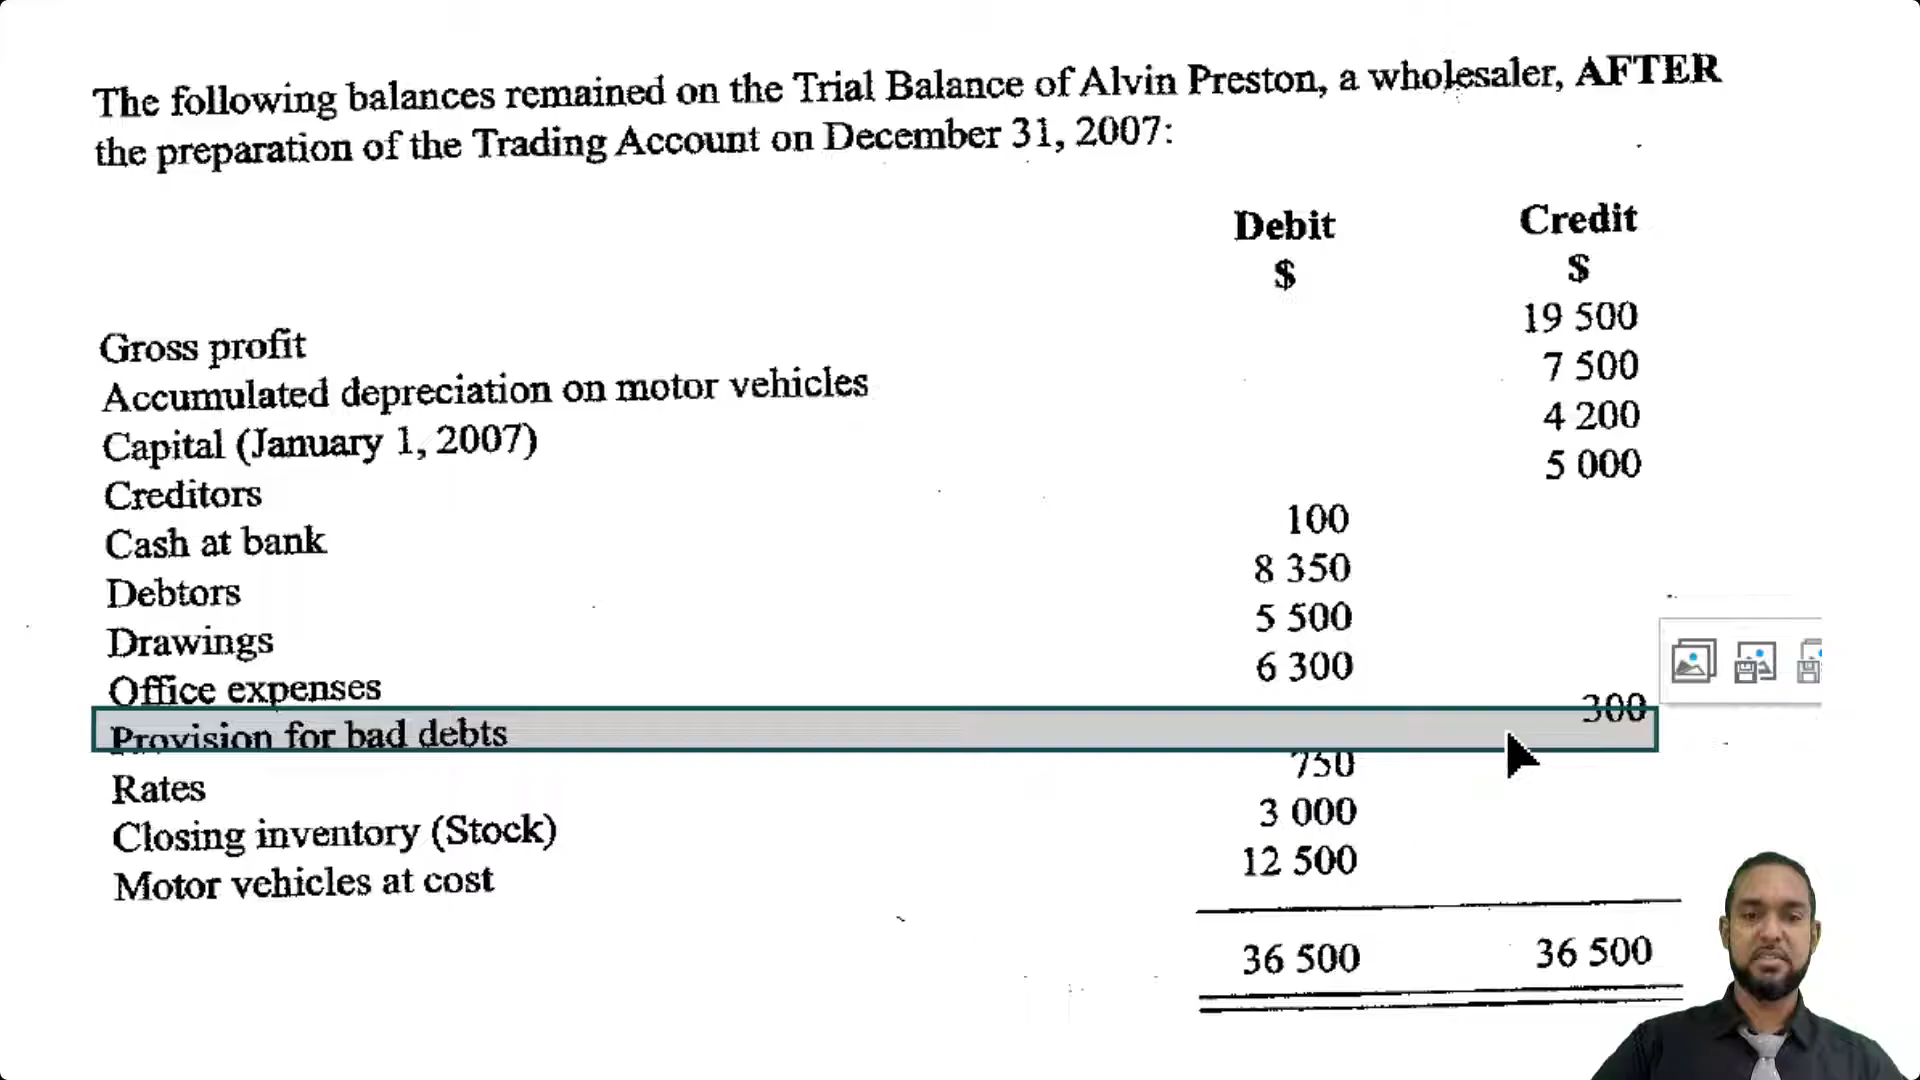 The following balances remained on the Trial Balance of Alvin Preston, a wholesaler, AFTER
the preparation of the Trading Account on December 31, 2007:
Debit Credit
$ $
Gross profit 19 500
Accumulated depreciation on motor vehicles 7 500
Capital (January 1, 2007) 4 200
Creditors 5 000
Cash at bank 100
Debtors 8 350
Drawings 5 500
Office expenses 6 300
Provision for bad debts 300
Rates 750
Closing inventory (Stock) 3 000
Motor vehicles at cost 12 500
36 500 36 500